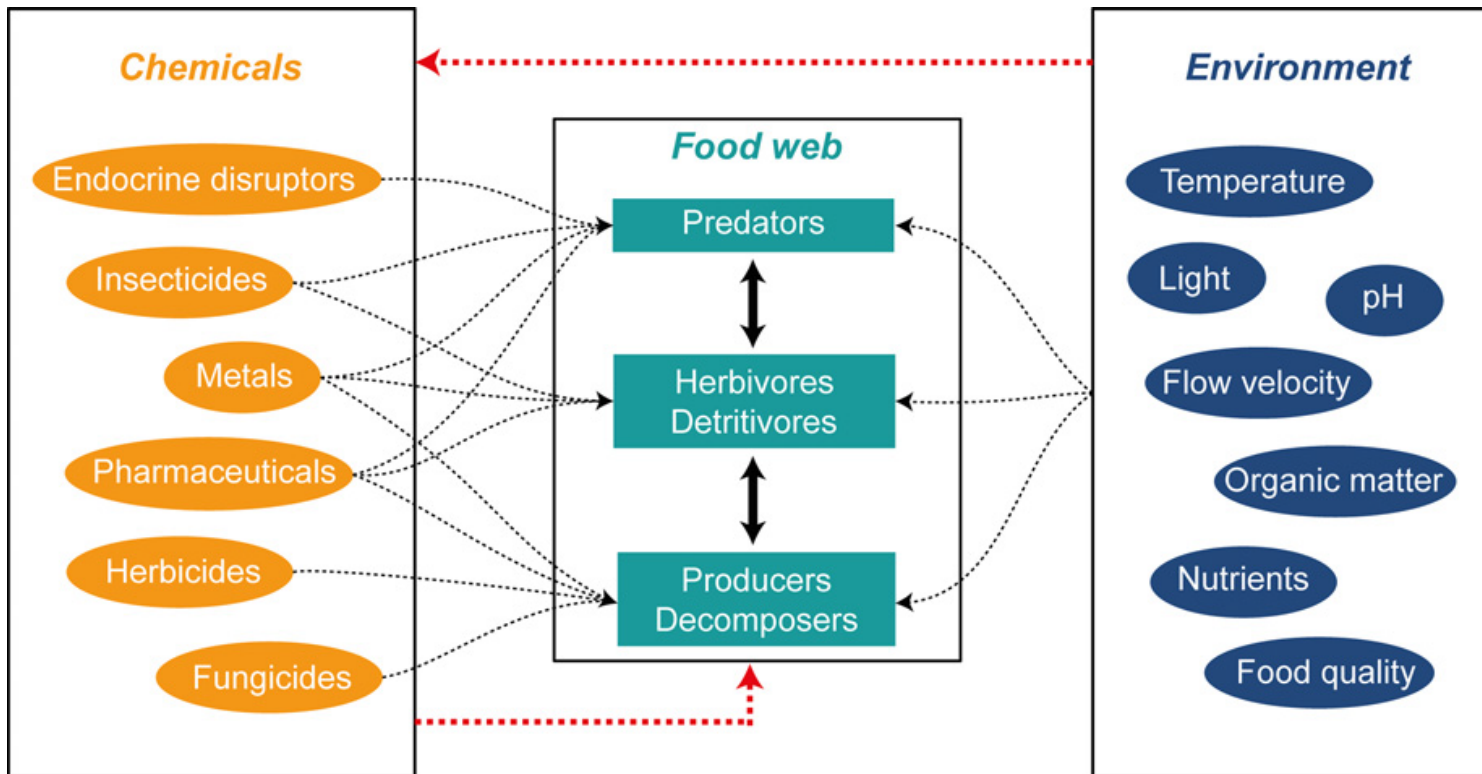 Chemicals
Endocrine disruptors
Insecticides
Metals
Pharmaceuticals
Herbicides
Fungicides
Food web
Predators
Herbivores
Detritivores
Producers
Decomposers
Environment
Temperature
Light
pH
Flow velocity
Organic matter
Nutrients
Food quality